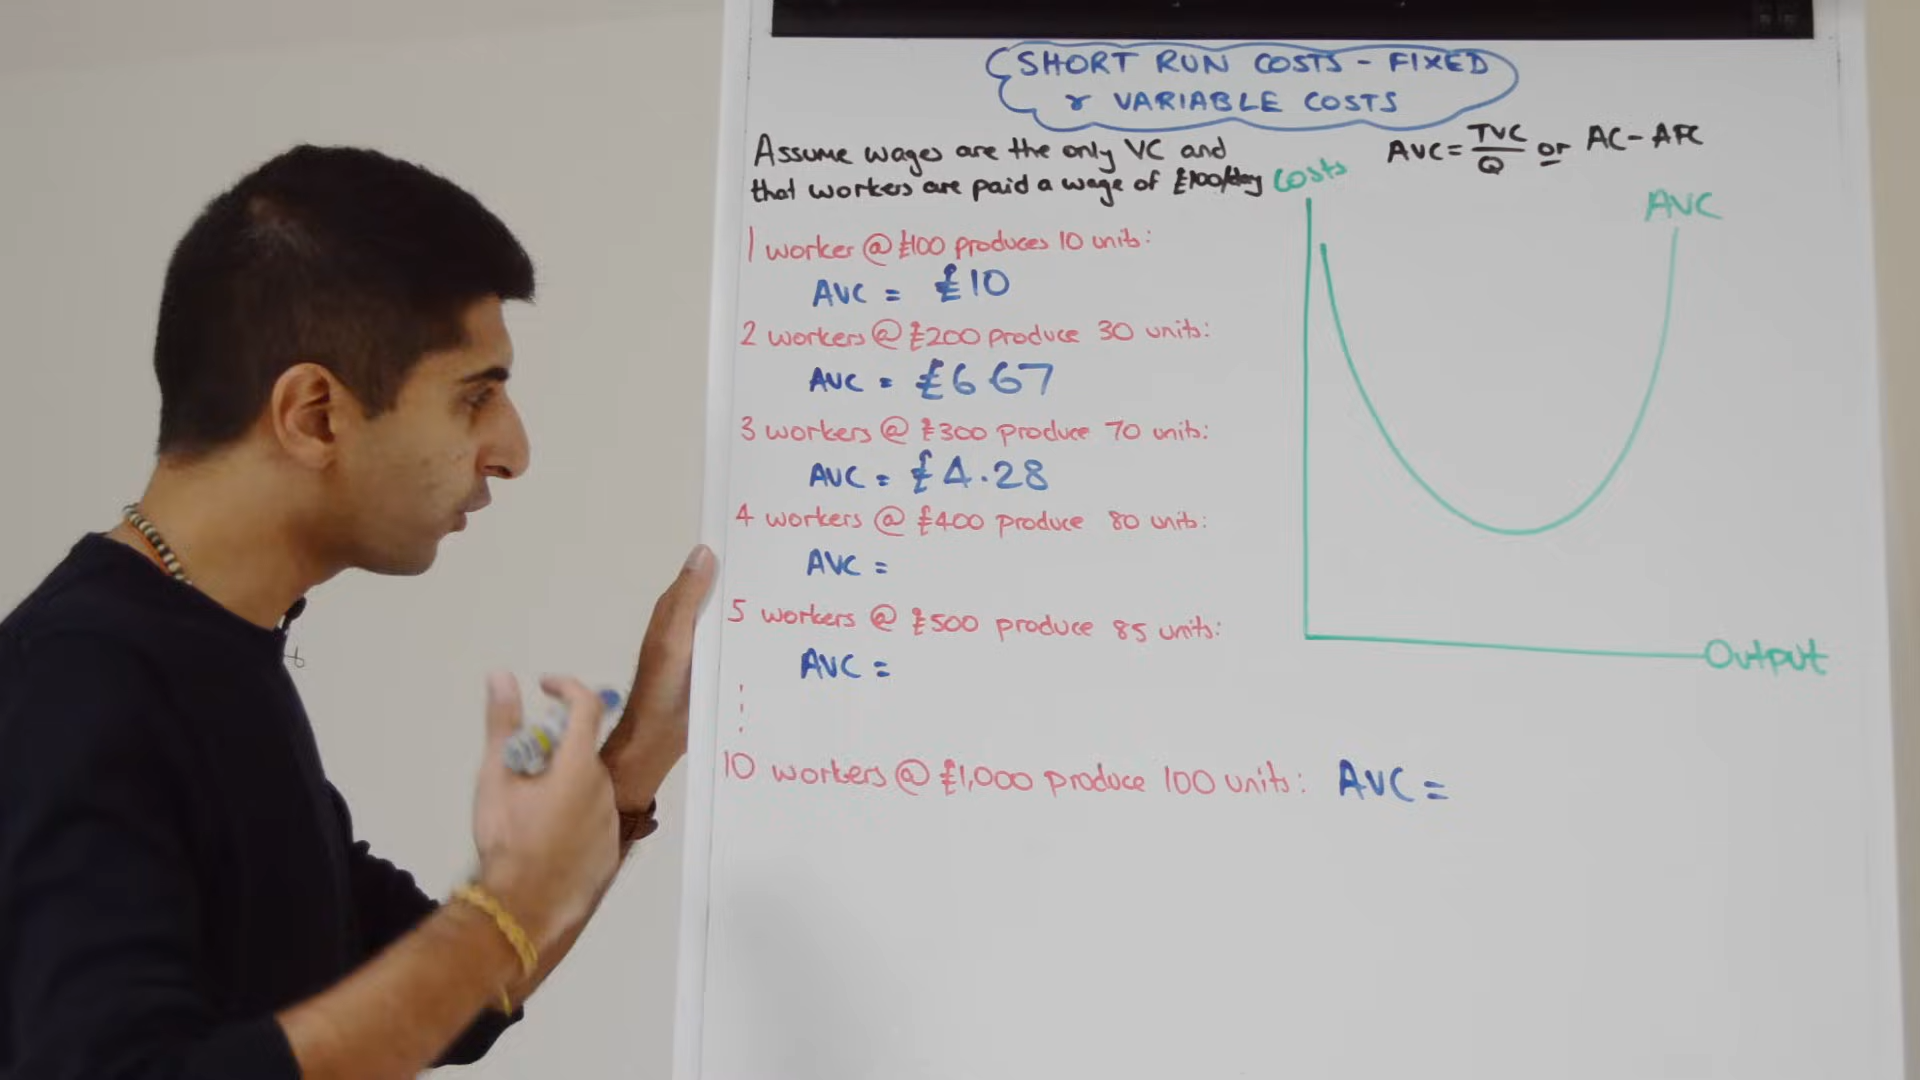 SHORT RUN COSTS - FIXED
& VARIABLE COSTS
Assume wages are the only VC and
that workers are paid a wage of £100/day
AVC = TVC/Q or AC - AFC
1 worker @ £100 produces 10 units:
AVC = £10
2 workers @ £200 produce 30 units:
AVC = £6 67
3 workers @ £300 produce 70 units:
AVC = £4.28
4 workers @ £400 produce 80 units:
AVC =
5 workers @ £500 produce 85 units:
AVC =
10 workers @ £1,000 produce 100 units: AVC =
Costs
AVC
Output